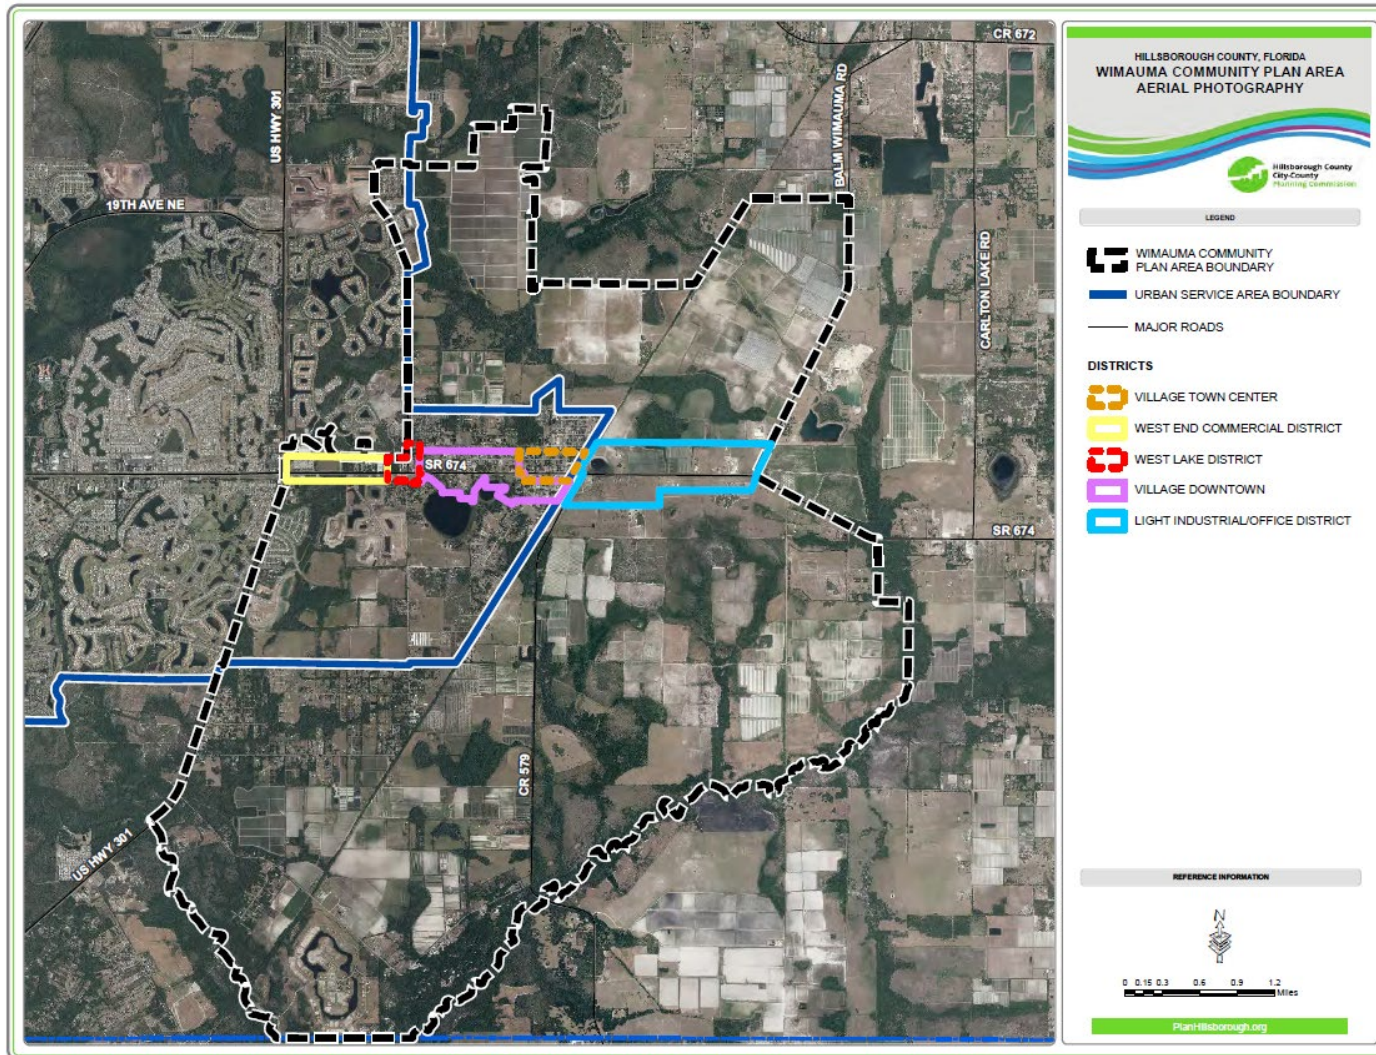 CR 672
US HWY 301
BALM WIMAUMA RD
19TH AVE NE
CARLTON LAKE RD
SR 674
SR 674
CR 579
US HWY 301
HILLSBOROUGH COUNTY, FLORIDA
WIMAUMA COMMUNITY PLAN AREA
AERIAL PHOTOGRAPHY
Hillsborough County
City-County
Planning Commission
LEGEND
WIMAUMA COMMUNITY
PLAN AREA BOUNDARY
URBAN SERVICE AREA BOUNDARY
MAJOR ROADS
DISTRICTS
VILLAGE TOWN CENTER
WEST END COMMERCIAL DISTRICT
WEST LAKE DISTRICT
VILLAGE DOWNTOWN
LIGHT INDUSTRIAL/OFFICE DISTRICT
REFERENCE INFORMATION
N
0 0.15 0.3 0.6 0.9 1.2
Miles
PlanHillsborough.org